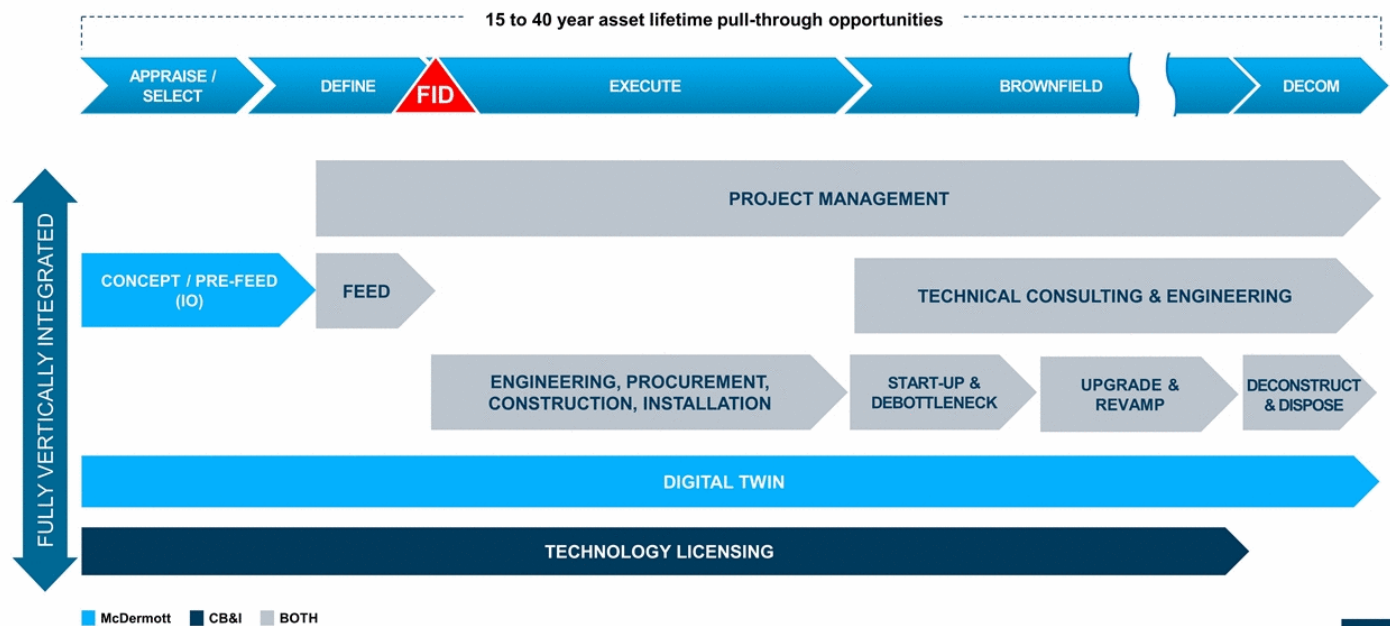 15 to 40 year asset lifetime pull-through opportunities
APPRAISE /
SELECT
DEFINE
FID
EXECUTE
BROWNFIELD
DECOM
FULLY VERTICALLY INTEGRATED
PROJECT MANAGEMENT
CONCEPT / PRE-FEED
(IO)
FEED
TECHNICAL CONSULTING & ENGINEERING
ENGINEERING, PROCUREMENT,
CONSTRUCTION, INSTALLATION
START-UP &
DEBOTTLENECK
UPGRADE &
REVAMP
DECONSTRUCT
& DISPOSE
DIGITAL TWIN
TECHNOLOGY LICENSING
McDermott
CB&I
BOTH